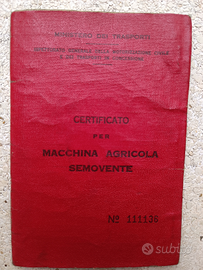 MINISTERO DEI TRASPORTI
CERTIFICATO
PER
MACCHINA AGRICOLA
SEMOVENTE
Nº 111138
subito